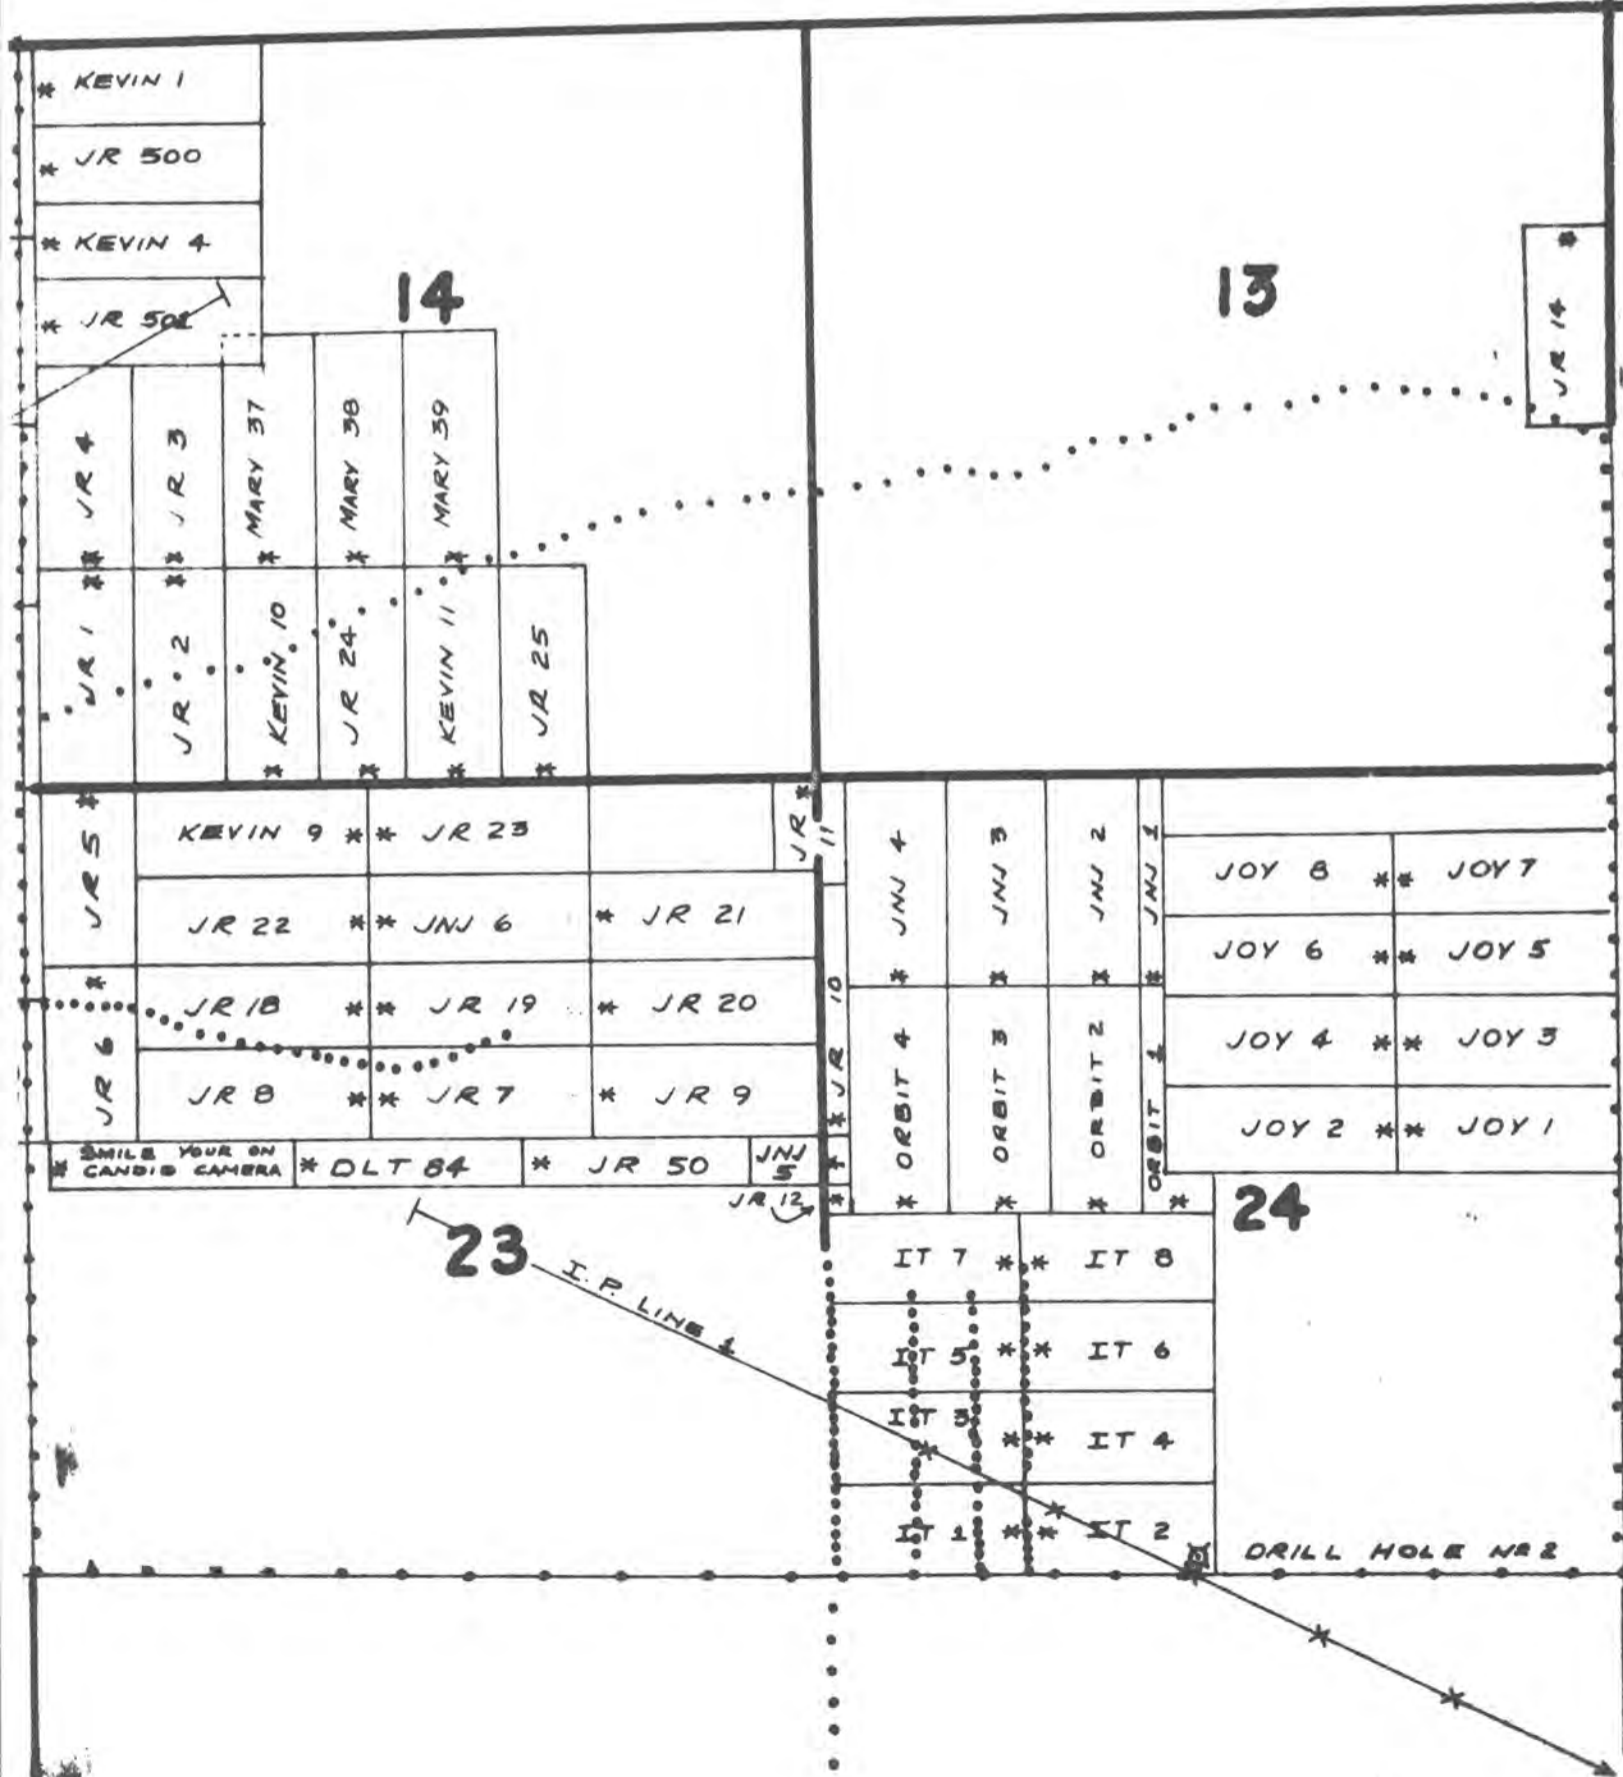 KEVIN 1
JR 500
KEVIN 4
JR 501
14
13
JR 14
JR 4
JR 3
MARY 37
MARY 38
MARY 39
JR 1
JR 2
KEVIN 10
JR 24
KEVIN 11
JR 25
JR 5
KEVIN 9
JR 23
JR 11
JNJ 4
JNJ 3
JNJ 2
JNJ 1
JOY 8
JOY 7
JR 22
JNJ 6
JR 21
JOY 6
JOY 5
JR 6
JR 18
JR 19
JR 20
JR 10
ORBIT 4
ORBIT 3
ORBIT 2
ORBIT 1
JOY 4
JOY 3
JR 8
JR 7
JR 9
JOY 2
JOY 1
SMILE YOUR ON
CANDID CAMERA
DLT 84
JR 50
JNJ
5
JR 12
24
23
I.P. LINE 1
IT 7
IT 8
IT 5
IT 6
IT 3
IT 4
IT 1
IT 2
DRILL HOLE NR 2